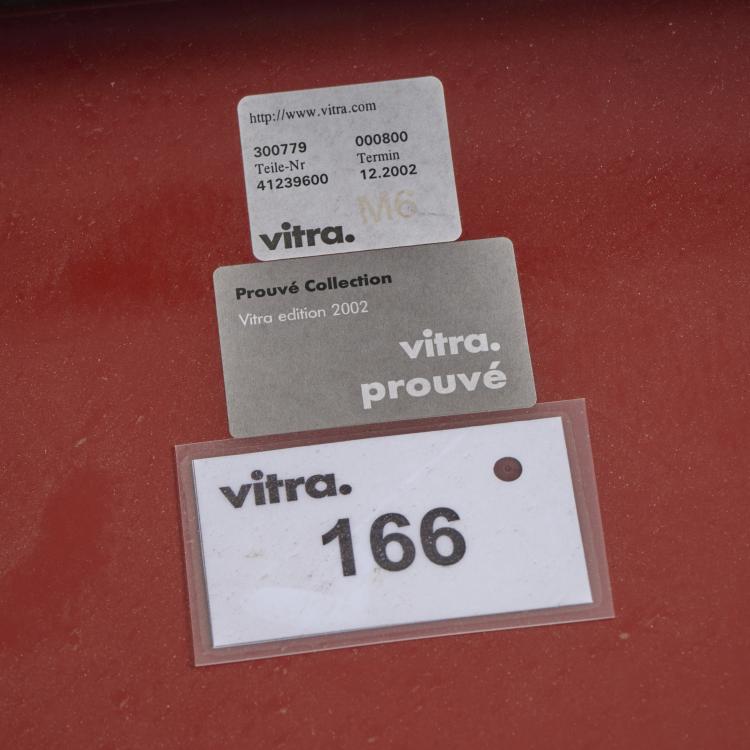 http://www.vitra.com
300779 000800
Teile-Nr Termin
41239600 12.2002
M6
vitra.
Prouvé Collection
Vitra edition 2002
vitra.
prouvé
vitra.
166